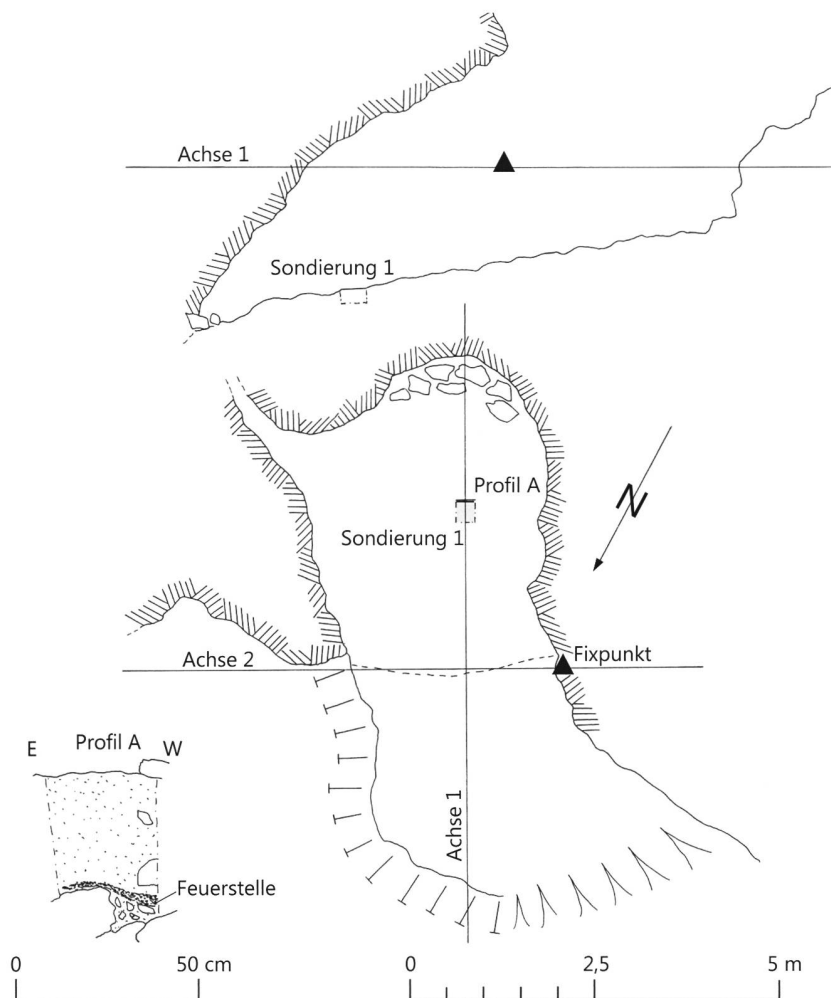 Achse 1
Sondierung 1
Profil A
Sondierung 1
N
Achse 2
Fixpunkt
Achse 1
E Profil A W
Feuerstelle
0 50 cm 0 2,5 5 m